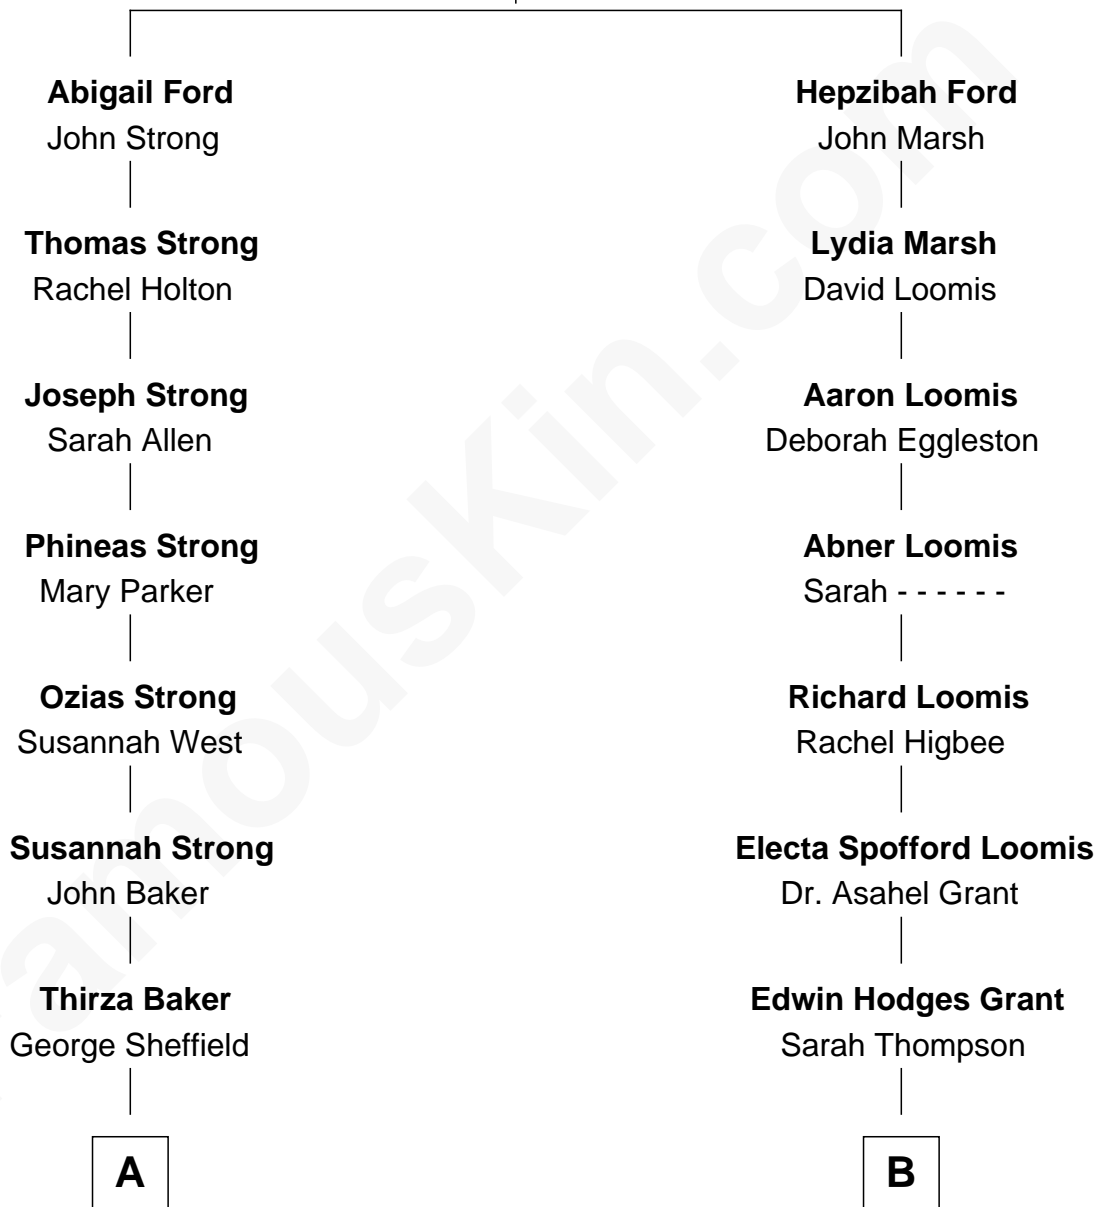 Abigail Ford
John Strong
Thomas Strong
Rachel Holton
Joseph Strong
Sarah Allen
Phineas Strong
Mary Parker
Ozias Strong
Susannah West
Susannah Strong
John Baker
Thirza Baker
George Sheffield
A
Hepzibah Ford
John Marsh
Lydia Marsh
David Loomis
Aaron Loomis
Deborah Eggleston
Abner Loomis
Sarah - - - - - -
Richard Loomis
Rachel Higbee
Electa Spofford Loomis
Dr. Asahel Grant
Edwin Hodges Grant
Sarah Thompson
B
amouskin.com